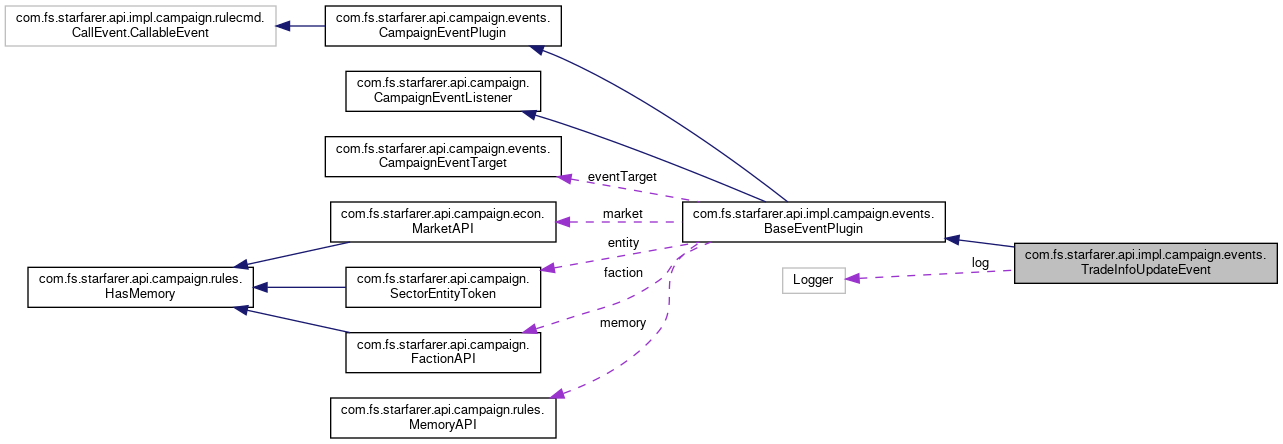 com.fs.starfarer.api.impl.campaign.rulecmd.
CallEvent.CallableEvent
com.fs.starfarer.api.campaign.events.
CampaignEventPlugin
com.fs.starfarer.api.campaign.
CampaignEventListener
com.fs.starfarer.api.campaign.events.
CampaignEventTarget
eventTarget
com.fs.starfarer.api.campaign.econ.
MarketAPI
market
com.fs.starfarer.api.impl.campaign.events.
BaseEventPlugin
entity
com.fs.starfarer.api.campaign.rules.
HasMemory
com.fs.starfarer.api.campaign.
SectorEntityToken
faction
Logger
log
com.fs.starfarer.api.impl.campaign.events.
TradeInfoUpdateEvent
memory
com.fs.starfarer.api.campaign.
FactionAPI
com.fs.starfarer.api.campaign.rules.
MemoryAPI